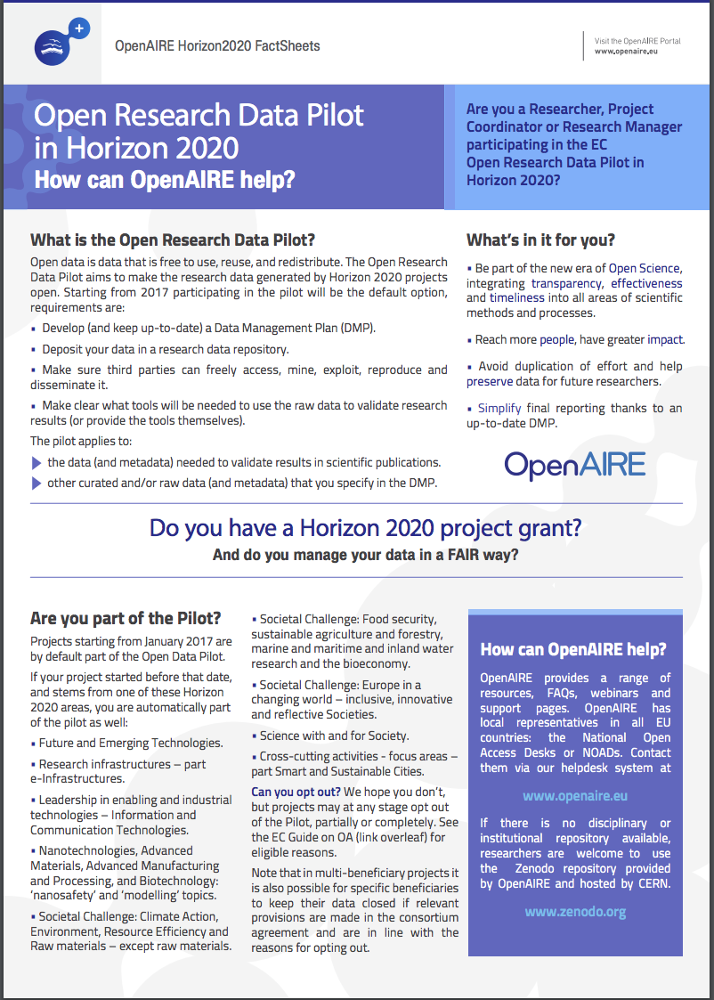 OpenAIRE Horizon2020 FactSheets
Visit the OpenAIRE Portal
www.openaire.eu
Open Research Data Pilot
in Horizon 2020
How can OpenAIRE help?
Are you a Researcher, Project
Coordinator or Research Manager
participating in the EC
Open Research Data Pilot in
Horizon 2020?
What is the Open Research Data Pilot?
Open data is data that is free to use, reuse, and redistribute. The Open Research
Data Pilot aims to make the research data generated by Horizon 2020 projects
open. Starting from 2017 participating in the pilot will be the default option,
requirements are:
▪ Develop (and keep up-to-date) a Data Management Plan (DMP).
▪ Deposit your data in a research data repository.
▪ Make sure third parties can freely access, mine, exploit, reproduce and
disseminate it.
▪ Make clear what tools will be needed to use the raw data to validate research
results (or provide the tools themselves).
The pilot applies to:
▶ the data (and metadata) needed to validate results in scientific publications.
▶ other curated and/or raw data (and metadata) that you specify in the DMP.
What's in it for you?
▪ Be part of the new era of Open Science,
integrating transparency, effectiveness
and timeliness into all areas of scientific
methods and processes.
▪ Reach more people, have greater impact.
▪ Avoid duplication of effort and help
preserve data for future researchers.
▪ Simplify final reporting thanks to an
up-to-date DMP.
OpenAIRE
Do you have a Horizon 2020 project grant?
And do you manage your data in a FAIR way?
Are you part of the Pilot?
Projects starting from January 2017 are
by default part of the Open Data Pilot.
If your project started before that date,
and stems from one of these Horizon
2020 areas, you are automatically part
of the pilot as well:
▪ Future and Emerging Technologies.
▪ Research infrastructures – part
e-Infrastructures.
▪ Leadership in enabling and industrial
technologies – Information and
Communication Technologies.
▪ Nanotechnologies, Advanced
Materials, Advanced Manufacturing
and Processing, and Biotechnology:
'nanosafety' and 'modelling' topics.
▪ Societal Challenge: Climate Action,
Environment, Resource Efficiency and
Raw materials – except raw materials.
▪ Societal Challenge: Food security,
sustainable agriculture and forestry,
marine and maritime and inland water
research and the bioeconomy.
▪ Societal Challenge: Europe in a
changing world – inclusive, innovative
and reflective Societies.
▪ Science with and for Society.
▪ Cross-cutting activities - focus areas –
part Smart and Sustainable Cities.
Can you opt out? We hope you don't,
but projects may at any stage opt out
of the Pilot, partially or completely. See
the EC Guide on OA (link overleaf) for
eligible reasons.
Note that in multi-beneficiary projects it
is also possible for specific beneficiaries
to keep their data closed if relevant
provisions are made in the consortium
agreement and are in line with the
reasons for opting out.
How can OpenAIRE help?
OpenAIRE provides a range of
resources, FAQs, webinars and
support pages. OpenAIRE has
local representatives in all EU
countries: the National Open
Access Desks or NOADs. Contact
them via our helpdesk system at
www.openaire.eu
If there is no disciplinary or
institutional repository available,
researchers are welcome to use
the Zenodo repository provided
by OpenAIRE and hosted by CERN.
www.zenodo.org